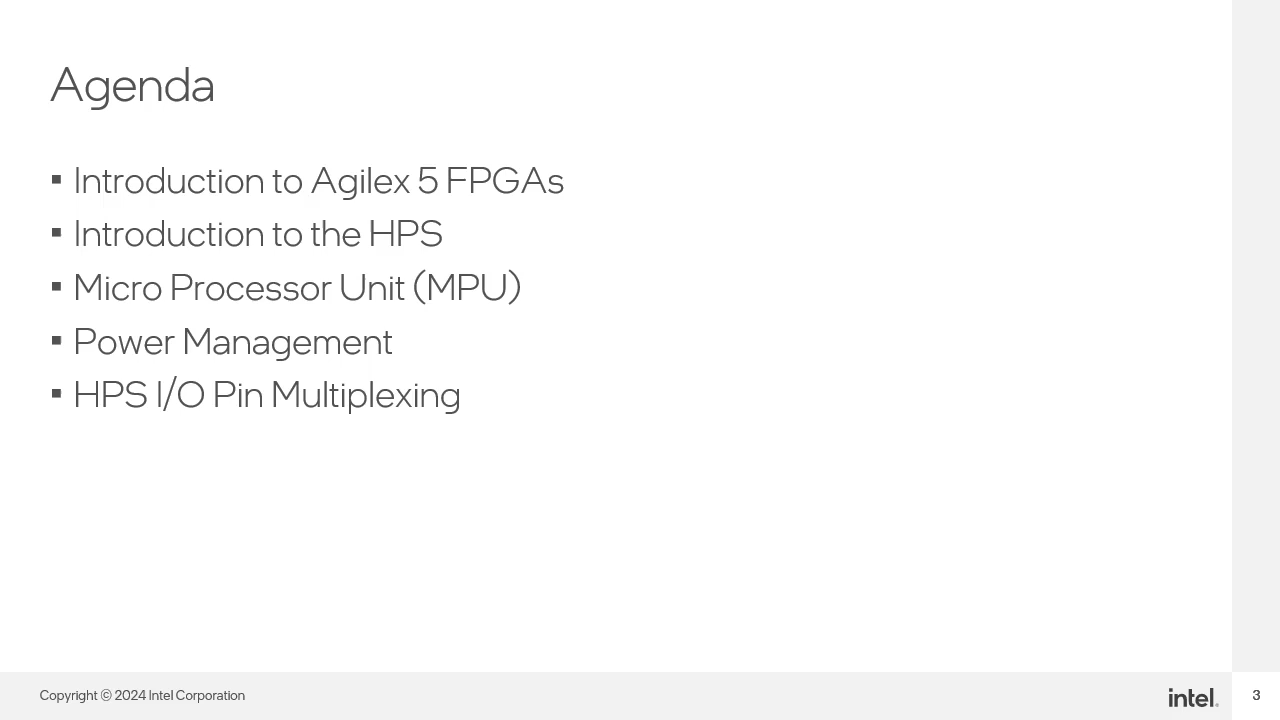 Agenda
▪ Introduction to Agilex 5 FPGAs
▪ Introduction to the HPS
▪ Micro Processor Unit (MPU)
▪ Power Management
▪ HPS I/O Pin Multiplexing
Copyright © 2024 Intel Corporation
intel.
3